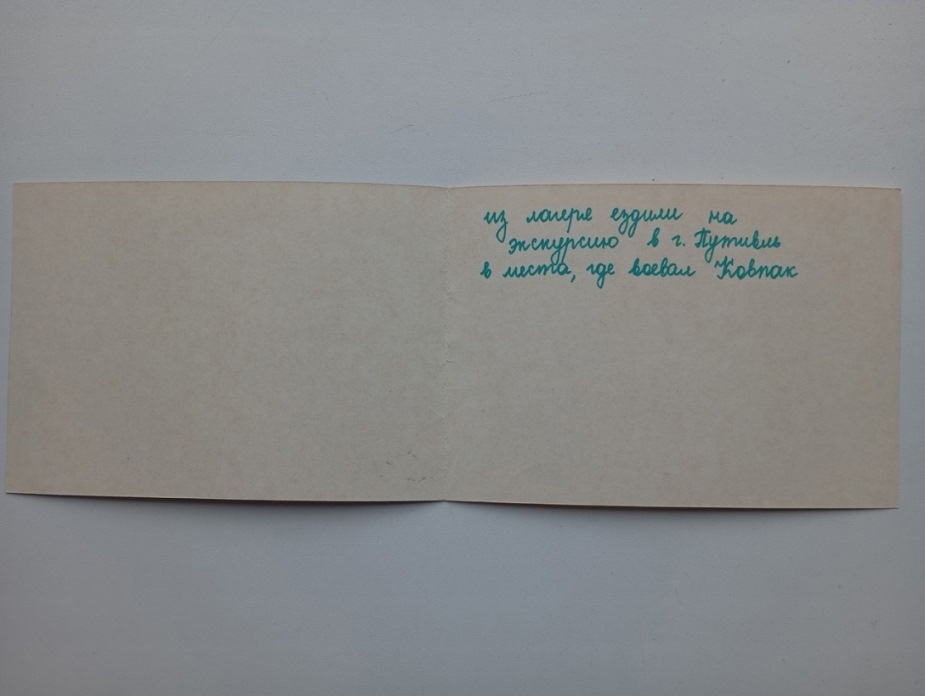 из лагеря ездили на
экскурсию в г. Путивль
в места, где воевал Ковпак